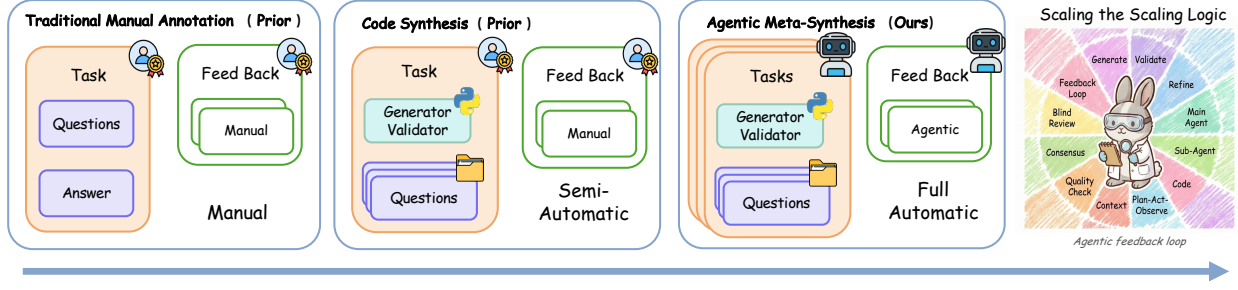 Traditional Manual Annotation (Prior)
Task
Questions
Answer
Feed Back
Manual
Manual
Code Synthesis (Prior)
Task
Generator
Validator
Questions
Feed Back
Manual
Semi-
Automatic
Agentic Meta-Synthesis (Ours)
Tasks
Generator
Validator
Questions
Feed Back
Agentic
Full
Automatic
Scaling the Scaling Logic
Generate
Validate
Refine
Main
Agent
Sub-Agent
Code
Plan-Act-
Observe
Context
Quality
Check
Consensus
Blind
Review
Feedback
Loop
Agentic feedback loop